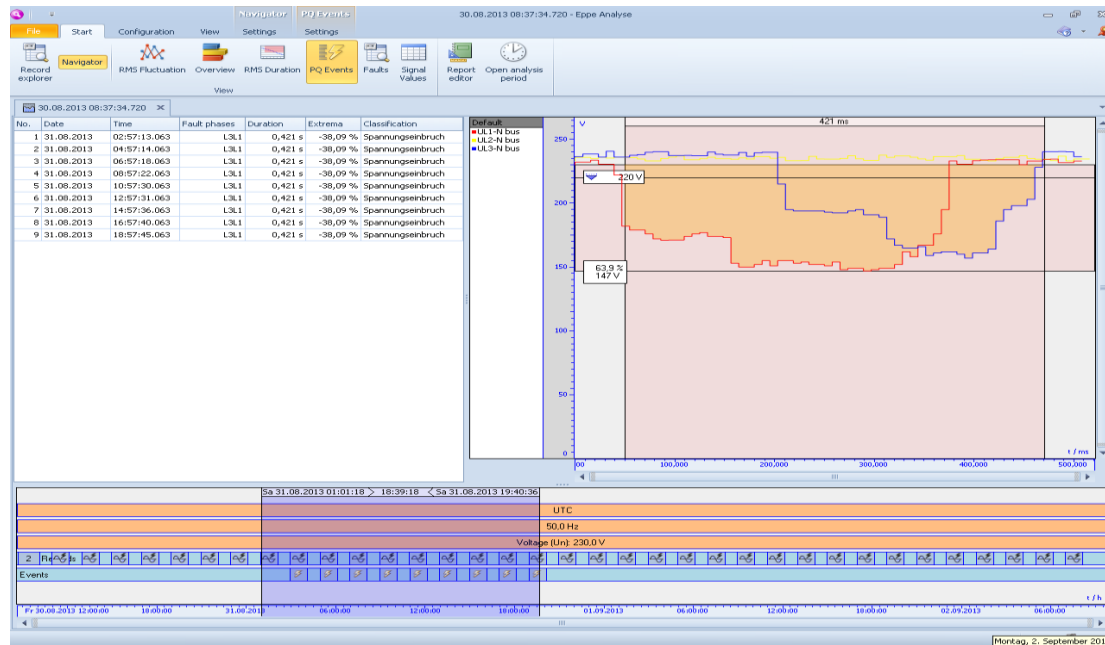 Navigator PQ Events 30.08.2013 08:37:34.720 - Eppe Analyse
File Start Configuration View Settings Settings
Record explorer Navigator RMS Fluctuation Overview RMS Duration PQ Events Faults Signal Values Report editor Open analysis period
View
30.08.2013 08:37:34.720
No. Date Time Fault phases Duration Extrema Classification
1 31.08.2013 02:57:13.063 L3L1 0,421 s -38,09 % Spannungseinbruch
2 31.08.2013 04:57:14.063 L3L1 0,421 s -38,09 % Spannungseinbruch
3 31.08.2013 06:57:18.063 L3L1 0,421 s -38,09 % Spannungseinbruch
4 31.08.2013 08:57:22.063 L3L1 0,421 s -38,09 % Spannungseinbruch
5 31.08.2013 10:57:30.063 L3L1 0,421 s -38,09 % Spannungseinbruch
6 31.08.2013 12:57:31.063 L3L1 0,421 s -38,09 % Spannungseinbruch
7 31.08.2013 14:57:36.063 L3L1 0,421 s -38,09 % Spannungseinbruch
8 31.08.2013 16:57:40.063 L3L1 0,421 s -38,09 % Spannungseinbruch
9 31.08.2013 18:57:45.063 L3L1 0,421 s -38,09 % Spannungseinbruch
Default
UL1-N bus
UL2-N bus
UL3-N bus
V
421 ms
250
220 V
200
150
63,9 %
147 V
100
50
0
t / ms
100,000 200,000 300,000 400,000 500,000
Sa 31.08.2013 01:01:18 18:39:18 Sa 31.08.2013 19:40:36
UTC
50,0 Hz
Voltage (Un): 230,0 V
2
Events
t / h
Fr 30.08.2013 12:00:00 18:00:00 31.08.2013 06:00:00 12:00:00 18:00:00 01.09.2013 06:00:00 12:00:00 18:00:00 02.09.2013 06:00:00
Montag, 2. September 201